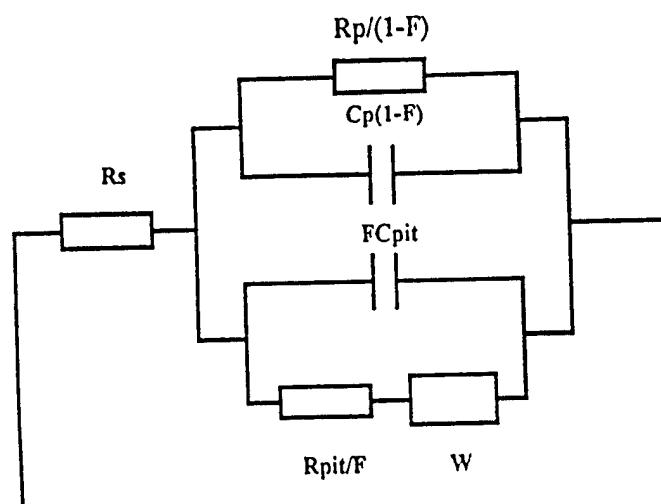 Rp/(1-F)
Cp(1-F)
Rs
FCpit
Rpit/F
W